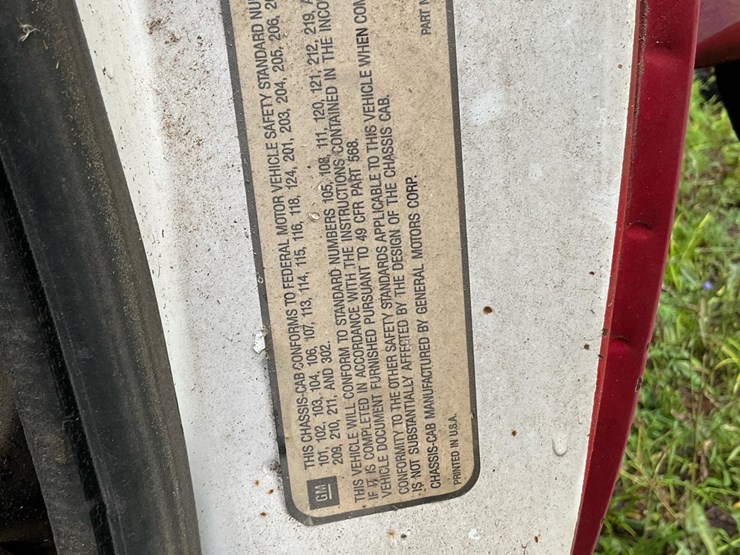 GM
THIS CHASSIS-CAB CONFORMS TO FEDERAL MOTOR VEHICLE SAFETY STANDARD
101, 102, 103, 104, 106, 107, 113, 114, 115, 116, 118, 124, 201, 203, 204, 205, 206,
209, 210, 211, AND 302.
THIS VEHICLE WILL CONFORM TO STANDARD NUMBERS 105, 108, 111, 120, 121, 212, 219,
IF IT IS COMPLETED IN ACCORDANCE WITH THE INSTRUCTIONS CONTAINED IN THE
VEHICLE DOCUMENT FURNISHED PURSUANT TO 49 CFR PART 568.
CONFORMITY TO THE OTHER SAFETY STANDARDS APPLICABLE TO THIS VEHICLE WHEN
IS NOT SUBSTANTIALLY AFFECTED BY THE DESIGN OF THE CHASSIS CAB.
CHASSIS-CAB MANUFACTURED BY GENERAL MOTORS CORP.
PRINTED IN U.S.A. PART